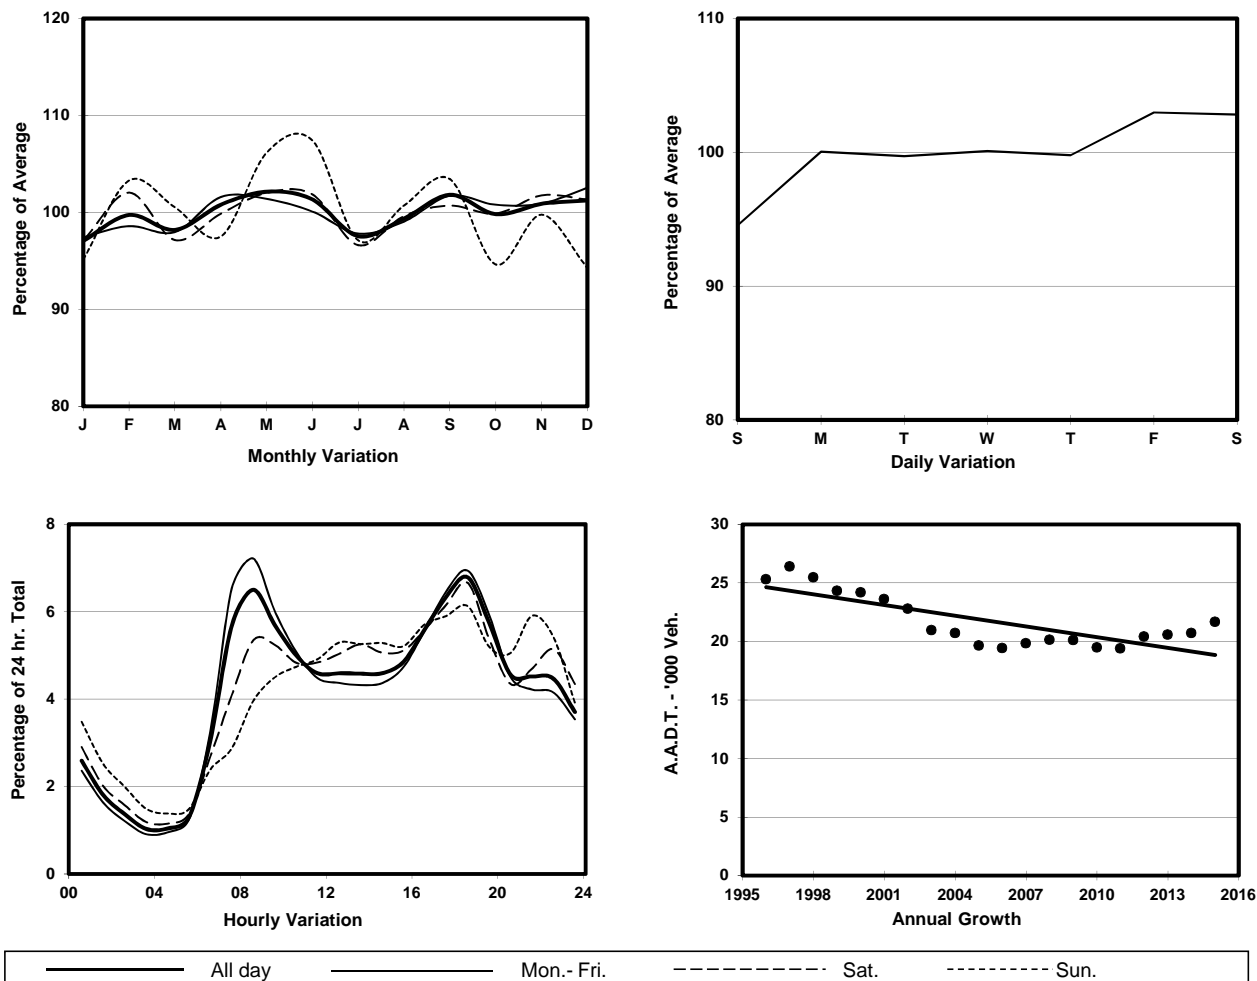 120
110
100
90
80
Percentage of Average
J F M A M J J A S O N D
Monthly Variation
110
100
90
80
Percentage of Average
S M T W T F S
Daily Variation
8
6
4
2
0
Percentage of 24 hr. Total
00 04 08 12 16 20 24
Hourly Variation
30
25
20
15
10
5
0
A.A.D.T. - '000 Veh.
1995 1998 2001 2004 2007 2010 2013 2016
Annual Growth
All day Mon.- Fri. Sat. Sun.